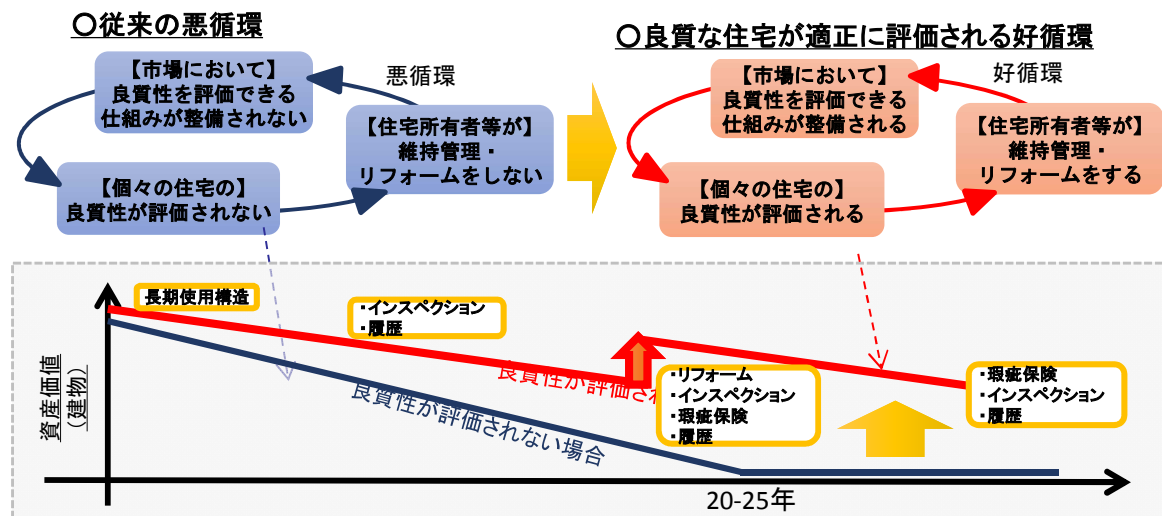 〇従来の悪循環
【市場において】
良質性を評価できる
仕組みが整備されない
悪循環
【住宅所有者等が】
維持管理・
リフォームをしない
【個々の住宅の】
良質性が評価されない
〇良質な住宅が適正に評価される好循環
【市場において】
良質性を評価できる
仕組みが整備される
好循環
【住宅所有者等が】
維持管理・
リフォームをする
【個々の住宅の】
良質性が評価される
資産価値
（建物）
長期使用構造
・インスペクション
・履歴
良質性が評価され
良質性が評価されない場合
・リフォーム
・インスペクション
・瑕疵保険
・履歴
・瑕疵保険
・インスペクション
・履歴
20-25年